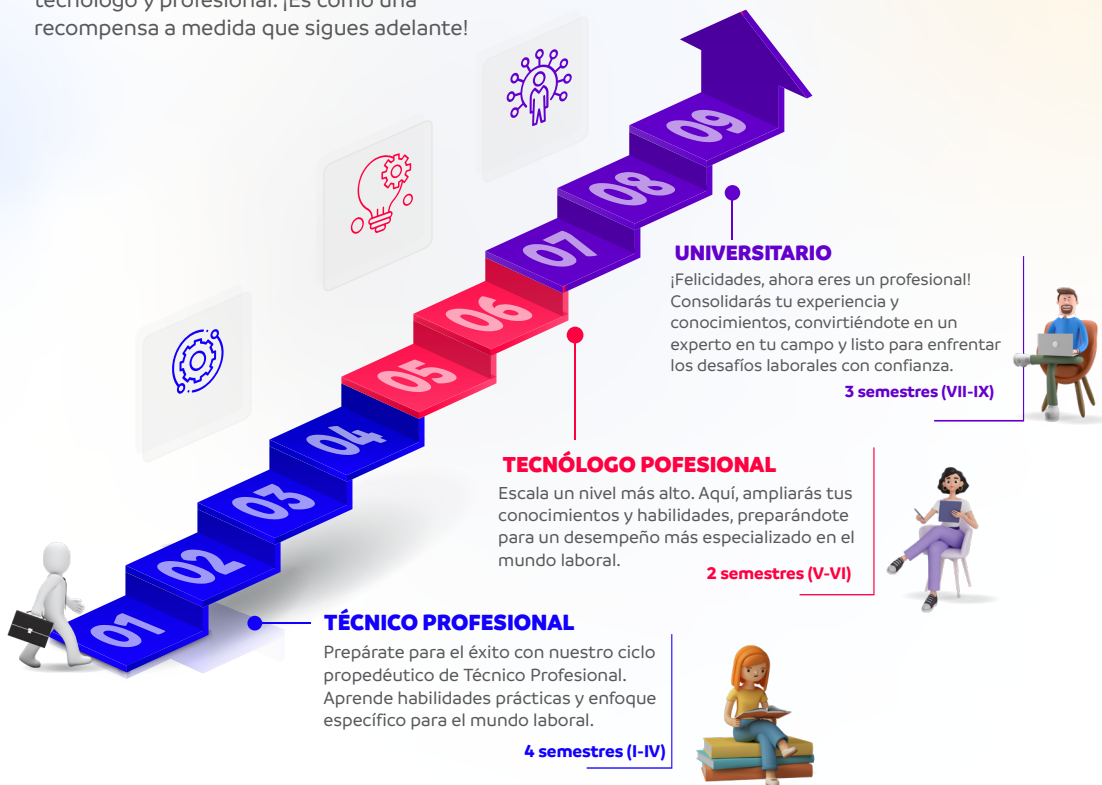 tecnólogo y profesional. ¡Es como una
recompensa a medida que sigues adelante!
09
08
07
06
05
04
03
02
01
UNIVERSITARIO
¡Felicidades, ahora eres un profesional!
Consolidarás tu experiencia y
conocimientos, convirtiéndote en un
experto en tu campo y listo para enfrentar
los desafíos laborales con confianza.
3 semestres (VII-IX)
TECNÓLOGO POFESIONAL
Escala un nivel más alto. Aquí, ampliarás tus
conocimientos y habilidades, preparándote
para un desempeño más especializado en el
mundo laboral.
2 semestres (V-VI)
TÉCNICO PROFESIONAL
Prepárate para el éxito con nuestro ciclo
propedéutico de Técnico Profesional.
Aprende habilidades prácticas y enfoque
específico para el mundo laboral.
4 semestres (I-IV)